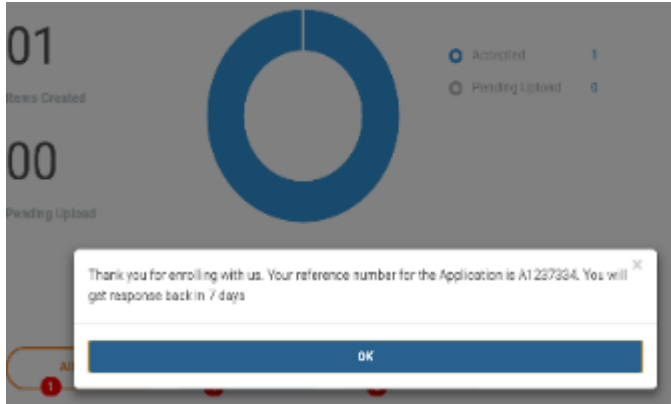 01
Items Created
00
Pending Upload
Accepted 1
Pending Upload 0
Thank you for enrolling with us. Your reference number for the Application is A1237334. You will
get response back in 7 days
×
OK
1